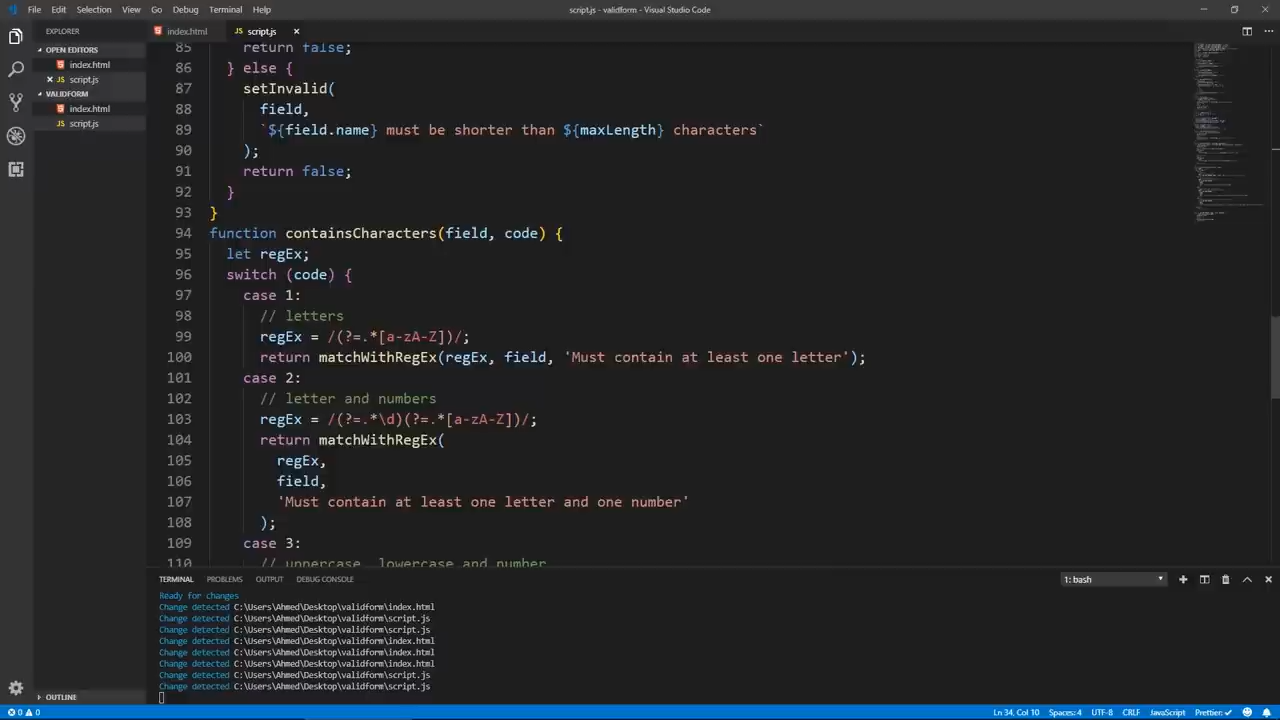 File Edit Selection View Go Debug Terminal Help
script.js - validform - Visual Studio Code
EXPLORER
index.html
script.js
OPEN EDITORS
index.html
script.js
VALIDFORM
index.html
script.js
OUTLINE
85 return false;
86 } else {
87 setInvalid(
88 field,
89 `${field.name} must be shorter than ${maxLength} characters`
90 );
91 return false;
92 }
93 }
94 function containsCharacters(field, code) {
95 let regEx;
96 switch (code) {
97 case 1:
98 // letters
99 regEx = /(?=.*[a-zA-Z])/;
100 return matchWithRegEx(regEx, field, 'Must contain at least one letter');
101 case 2:
102 // letter and numbers
103 regEx = /(?=.*\d)(?=.*[a-zA-Z])/;
104 return matchWithRegEx(
105 regEx,
106 field,
107 'Must contain at least one letter and one number'
108 );
109 case 3:
110 // uppercase, lowercase and number
TERMINAL PROBLEMS OUTPUT DEBUG CONSOLE
1: bash
Ready for changes
Change detected C:\Users\Ahmed\Desktop\validform\index.html
Change detected C:\Users\Ahmed\Desktop\validform\script.js
Change detected C:\Users\Ahmed\Desktop\validform\script.js
Change detected C:\Users\Ahmed\Desktop\validform\index.html
Change detected C:\Users\Ahmed\Desktop\validform\index.html
Change detected C:\Users\Ahmed\Desktop\validform\index.html
Change detected C:\Users\Ahmed\Desktop\validform\script.js
Change detected C:\Users\Ahmed\Desktop\validform\script.js
0 0
Ln 34, Col 10 Spaces: 4 UTF-8 CRLF JavaScript Prettier: ✓